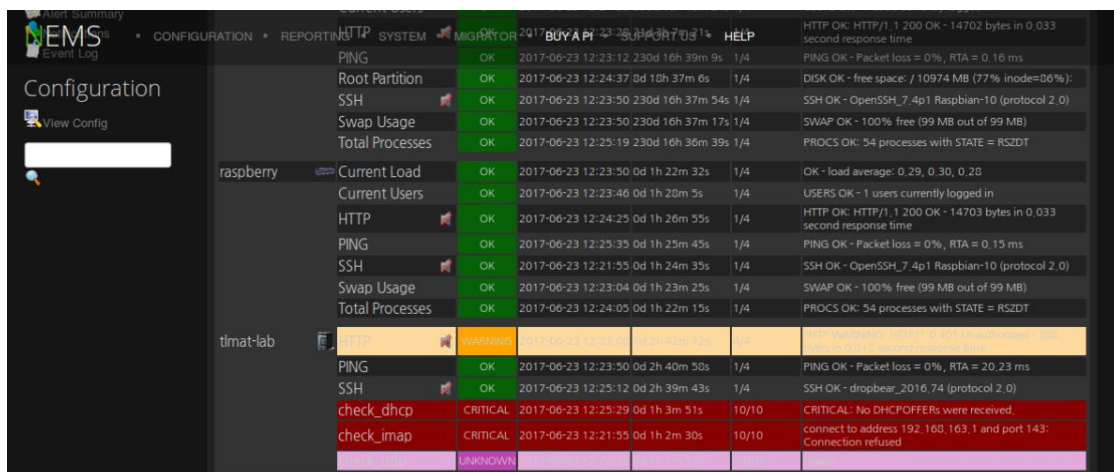 Alert Summary
NEMS
CONFIGURATION • REPORTING SYSTEM MIGRATOR • BUY A PI • SUPPORT US • HELP
HTTP OK: HTTP/1.1 200 OK - 14702 bytes in 0.033
second response time
Event Log
PING OK 2017-06-23 12:23:12 230d 16h 39m 9s 1/4 PING OK - Packet loss = 0%, RTA = 0.16 ms
Configuration
Root Partition OK 2017-06-23 12:24:37 8d 18h 37m 6s 1/4 DISK OK - free space: / 10974 MB (77% inode=86%):
SSH OK 2017-06-23 12:23:50 230d 16h 37m 54s 1/4 SSH OK - OpenSSH_7.4p1 Raspbian-10 (protocol 2.0)
View Config
Swap Usage OK 2017-06-23 12:23:50 230d 16h 37m 17s 1/4 SWAP OK - 100% free (99 MB out of 99 MB)
Total Processes OK 2017-06-23 12:25:19 230d 16h 36m 39s 1/4 PROCS OK: 54 processes with STATE = RSZDT
raspberry Current Load OK 2017-06-23 12:23:50 0d 1h 22m 32s 1/4 OK - load average: 0.29, 0.30, 0.28
Current Users OK 2017-06-23 12:23:46 0d 1h 28m 5s 1/4 USERS OK - 1 users currently logged in
HTTP OK 2017-06-23 12:24:25 0d 1h 26m 55s 1/4 HTTP OK: HTTP/1.1 200 OK - 14703 bytes in 0.033
second response time
PING OK 2017-06-23 12:25:35 0d 1h 25m 45s 1/4 PING OK - Packet loss = 0%, RTA = 0.15 ms
SSH OK 2017-06-23 12:21:55 0d 1h 24m 35s 1/4 SSH OK - OpenSSH_7.4p1 Raspbian-10 (protocol 2.0)
Swap Usage OK 2017-06-23 12:23:04 0d 1h 23m 25s 1/4 SWAP OK - 100% free (99 MB out of 99 MB)
Total Processes OK 2017-06-23 12:24:05 0d 1h 22m 15s 1/4 PROCS OK: 54 processes with STATE = RSZDT
tlmat-lab HTTP WARNING
PING OK 2017-06-23 12:23:50 0d 2h 40m 58s 1/4 PING OK - Packet loss = 0%, RTA = 20.23 ms
SSH OK 2017-06-23 12:25:12 0d 2h 39m 43s 1/4 SSH OK - dropbear_2016.74 (protocol 2.0)
check_dhcp CRITICAL 2017-06-23 12:25:29 0d 1h 3m 51s 10/10 CRITICAL: No DHCPOFFERs were received.
check_imap CRITICAL 2017-06-23 12:21:55 0d 1h 2m 30s 10/10 connect to address 192.168.163.1 and port 143:
Connection refused
UNKNOWN